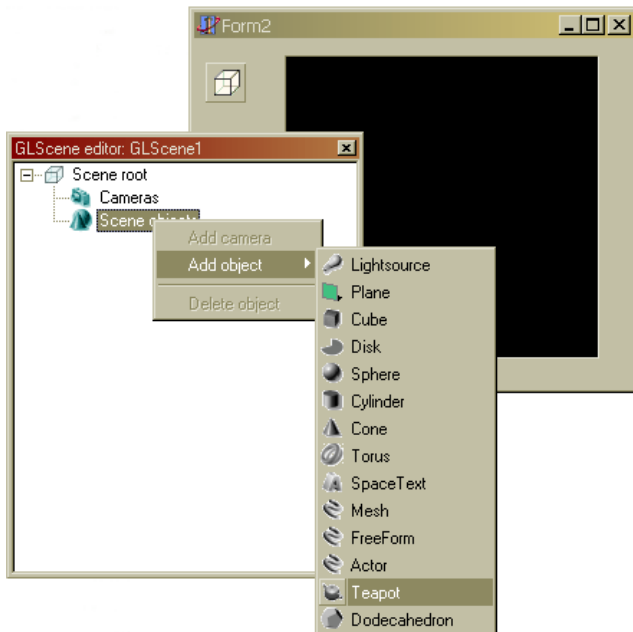 Form2
GLScene editor: GLScene1
Scene root
Cameras
Scene objects
Add camera
Add object
Delete object
Lightsource
Plane
Cube
Disk
Sphere
Cylinder
Cone
Torus
SpaceText
Mesh
FreeForm
Actor
Teapot
Dodecahedron